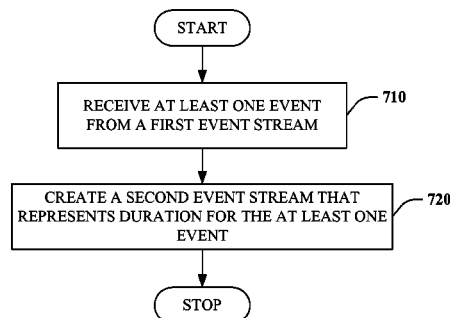 START
RECEIVE AT LEAST ONE EVENT
FROM A FIRST EVENT STREAM
710
CREATE A SECOND EVENT STREAM THAT
REPRESENTS DURATION FOR THE AT LEAST ONE
EVENT
720
STOP